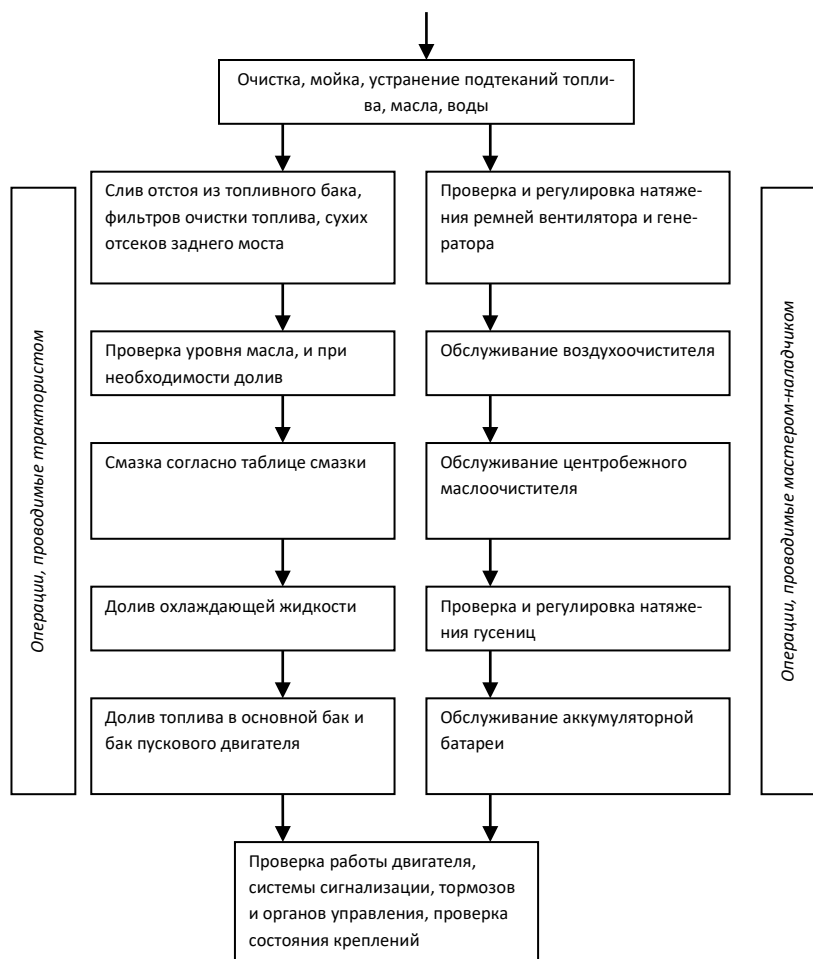 Очистка, мойка, устранение подтеканий топли-
ва, масла, воды
Операции, проводимые трактористом
Слив отстоя из топливного бака,
фильтров очистки топлива, сухих
отсеков заднего моста
Проверка уровня масла, и при
необходимости долив
Смазка согласно таблице смазки
Долив охлаждающей жидкости
Долив топлива в основной бак и
бак пускового двигателя
Проверка и регулировка натяже-
ния ремней вентилятора и гене-
ратора
Обслуживание воздухоочистителя
Обслуживание центробежного
маслоочистителя
Проверка и регулировка натяже-
ния гусениц
Обслуживание аккумуляторной
батареи
Операции, проводимые мастером-наладчиком
Проверка работы двигателя,
системы сигнализации, тормозов
и органов управления, проверка
состояния креплений